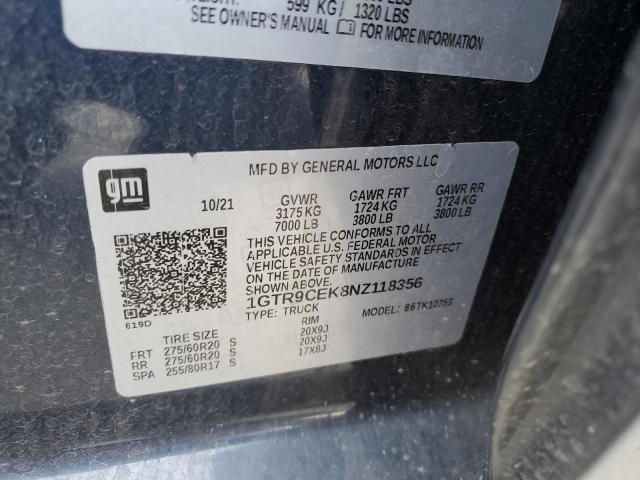 599 KG/ 1320 LBS
SEE OWNER'S MANUAL FOR MORE INFORMATION
gm
MFD BY GENERAL MOTORS LLC
10/21 GVWR GAWR FRT GAWR RR
3175 KG 1724 KG 1724 KG
7000 LB 3800 LB 3800 LB
THIS VEHICLE CONFORMS TO ALL
APPLICABLE U.S. FEDERAL MOTOR
VEHICLE SAFETY STANDARDS IN EFFECT
ON THE DATE OF MANUFACTURE
SHOWN ABOVE.
1GTR9CEK8NZ118356
619D
TYPE: TRUCK MODEL: 86TK10753
TIRE SIZE RIM
FRT 275/60R20 S 20X9J
RR 275/60R20 S 20X9J
SPA 255/80R17 S 17X8J